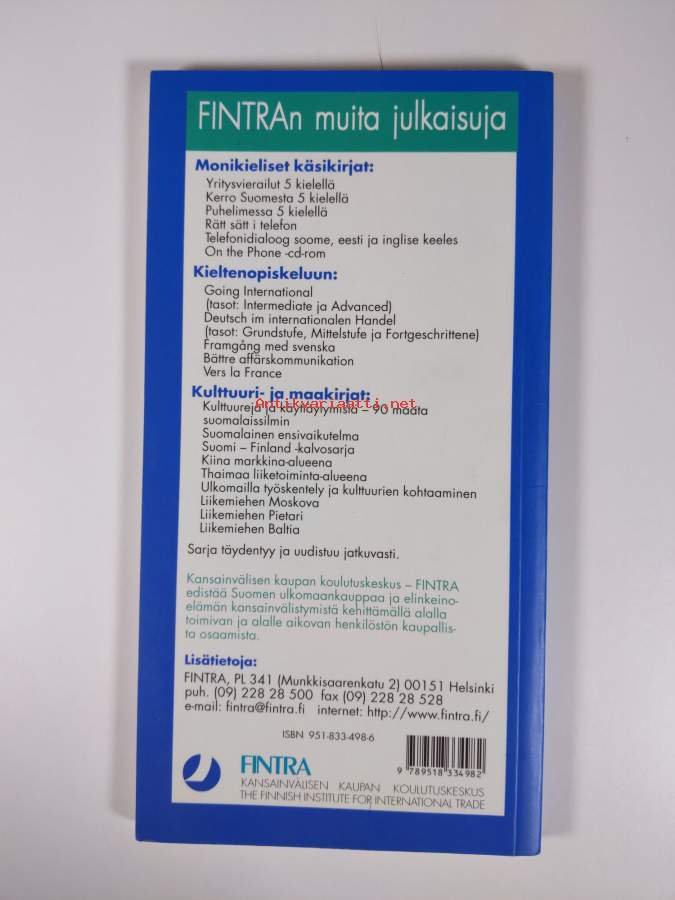 FINTRAn muita julkaisuja
Monikieliset käsikirjat:
Yritysvierailut 5 kielellä
Kerro Suomesta 5 kielellä
Puhelimessa 5 kielellä
Rätt sätt i telefon
Telefonidialoog soome, eesti ja inglise keeles
On the Phone -cd-rom
Kieltenopiskeluun:
Going International
(tasot: Intermediate ja Advanced)
Deutsch im internationalen Handel
(tasot: Grundstufe, Mittelstufe ja Fortgeschrittene)
Framgång med svenska
Bättre affärskommunikation
Vers la France
Kulttuuri- ja maakirjat:
Antikvariaatti.net
Kulttuureja ja käyttäytymisiä – 90 maata
suomalaissilmin
Suomalainen ensivaikutelma
Suomi – Finland -kalvosarja
Kiina markkina-alueena
Thaimaa liiketoiminta-alueena
Ulkomailla työskentely ja kulttuurien kohtaaminen
Liikemiehen Moskova
Liikemiehen Pietari
Liikemiehen Baltia
Sarja täydentyy ja uudistuu jatkuvasti.
Kansainvälisen kaupan koulutuskeskus – FINTRA
edistää Suomen ulkomaankauppaa ja elinkeino-
elämän kansainvälistymistä kehittämällä alalla
toimivan ja alalle aikovan henkilöstön kaupallis-
ta osaamista.
Lisätietoja:
FINTRA, PL 341 (Munkkisaarenkatu 2) 00151 Helsinki
puh. (09) 228 28 500 fax (09) 228 28 528
e-mail: fintra@fintra.fi internet: http://www.fintra.fi/
ISBN 951-833-498-6
9 789518 334982
FINTRA
KANSAINVÄLISEN KAUPAN KOULUTUSKESKUS
THE FINNISH INSTITUTE FOR INTERNATIONAL TRADE